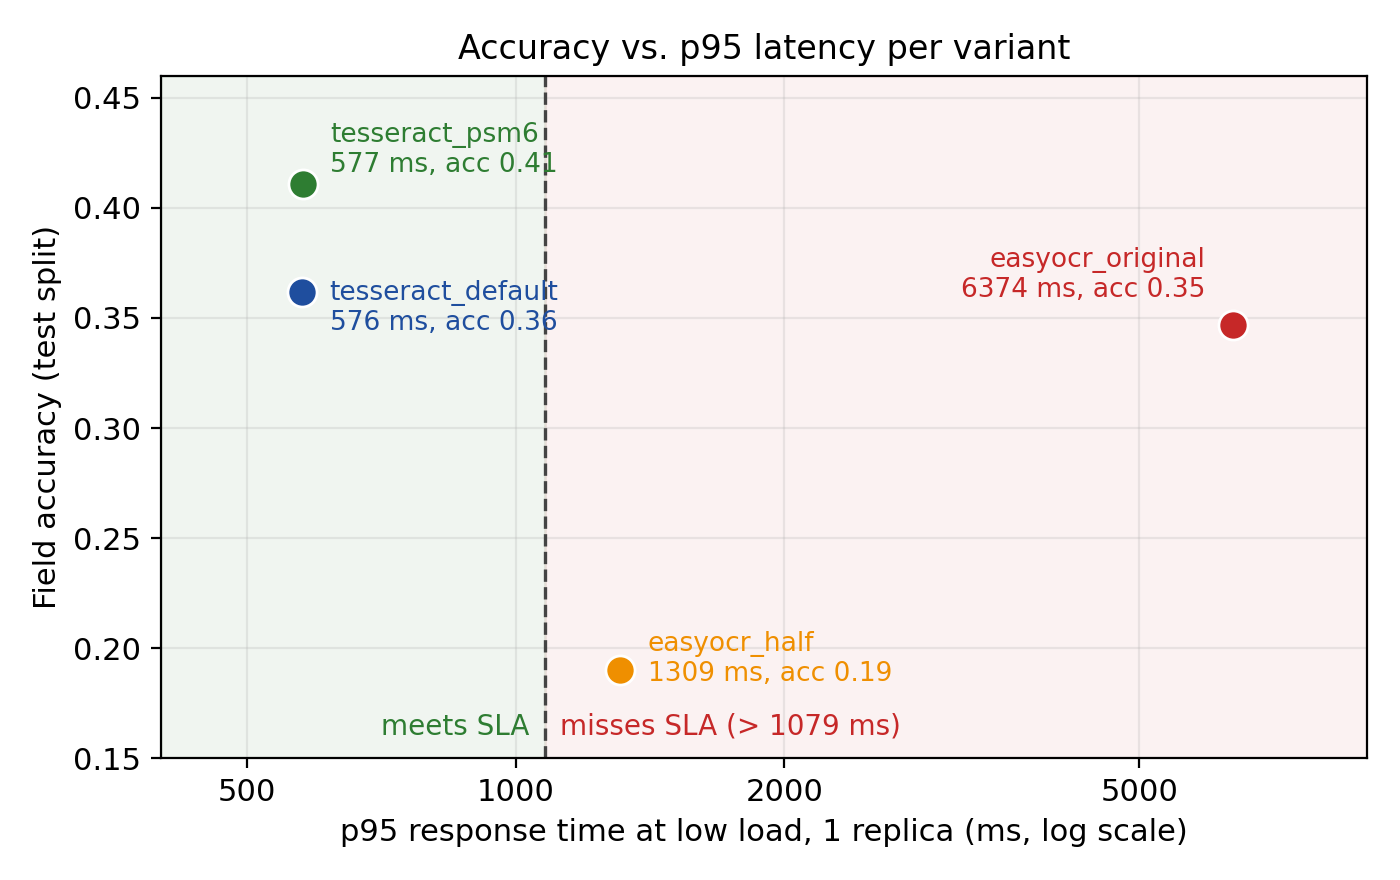 Accuracy vs. p95 latency per variant
Field accuracy (test split)
0.45
0.40
0.35
0.30
0.25
0.20
0.15
tesseract_psm6
577 ms, acc 0.41
tesseract_default
576 ms, acc 0.36
easyocr_original
6374 ms, acc 0.35
easyocr_half
1309 ms, acc 0.19
meets SLA
misses SLA (> 1079 ms)
500
1000
2000
5000
p95 response time at low load, 1 replica (ms, log scale)